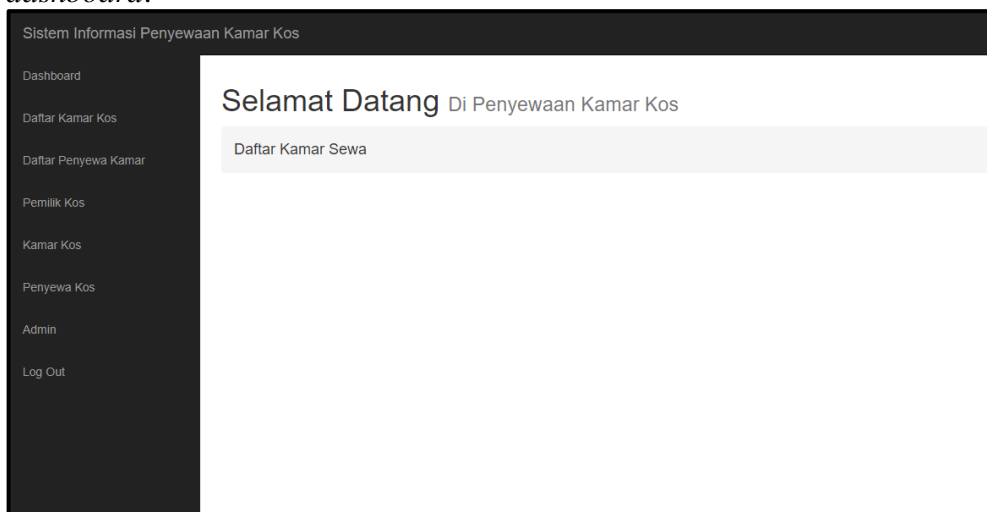 dashboard.
Sistem Informasi Penyewaan Kamar Kos
Dashboard
Daftar Kamar Kos
Daftar Penyewa Kamar
Pemilik Kos
Kamar Kos
Penyewa Kos
Admin
Log Out
Selamat Datang Di Penyewaan Kamar Kos
Daftar Kamar Sewa